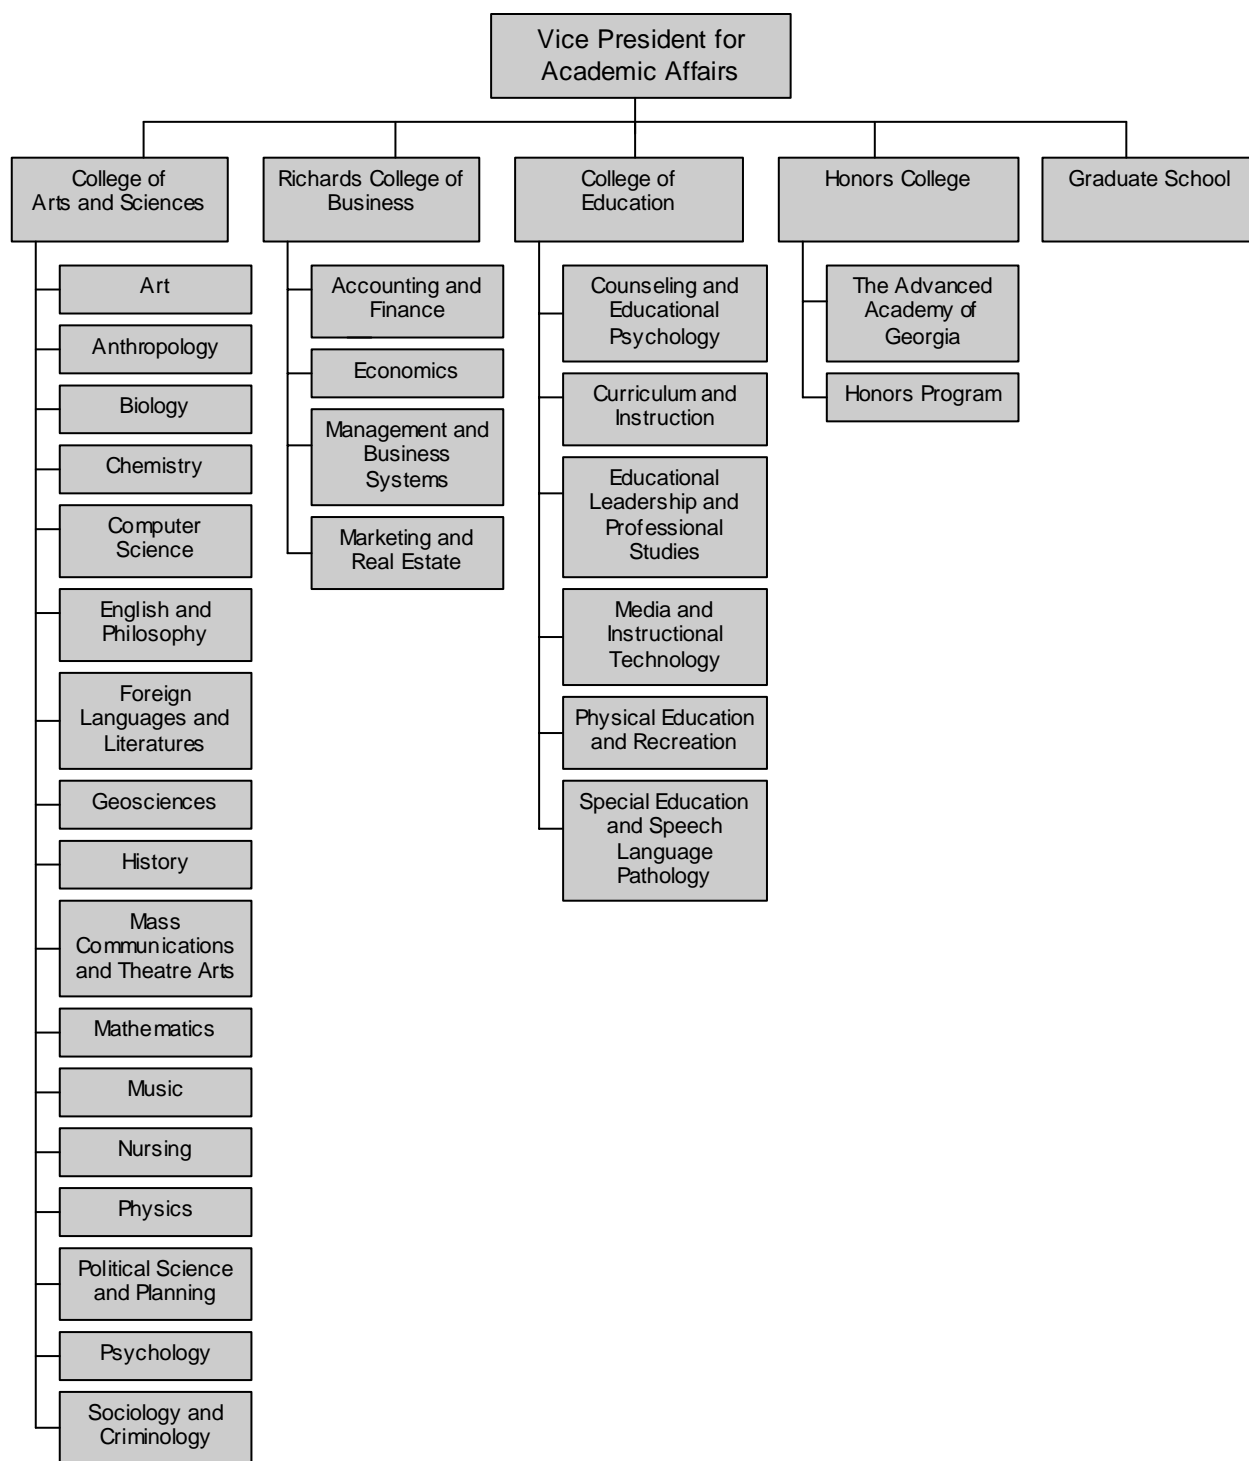 Vice President for
Academic Affairs
College of
Arts and Sciences
Richards College of
Business
College of
Education
Honors College
Graduate School
Art
Anthropology
Biology
Chemistry
Computer
Science
English and
Philosophy
Foreign
Languages and
Literatures
Geosciences
History
Mass
Communications
and Theatre Arts
Mathematics
Music
Nursing
Physics
Political Science
and Planning
Psychology
Sociology and
Criminology
Accounting and
Finance
Economics
Management and
Business
Systems
Marketing and
Real Estate
Counseling and
Educational
Psychology
Curriculum and
Instruction
Educational
Leadership and
Professional
Studies
Media and
Instructional
Technology
Physical Education
and Recreation
Special Education
and Speech
Language
Pathology
The Advanced
Academy of
Georgia
Honors Program